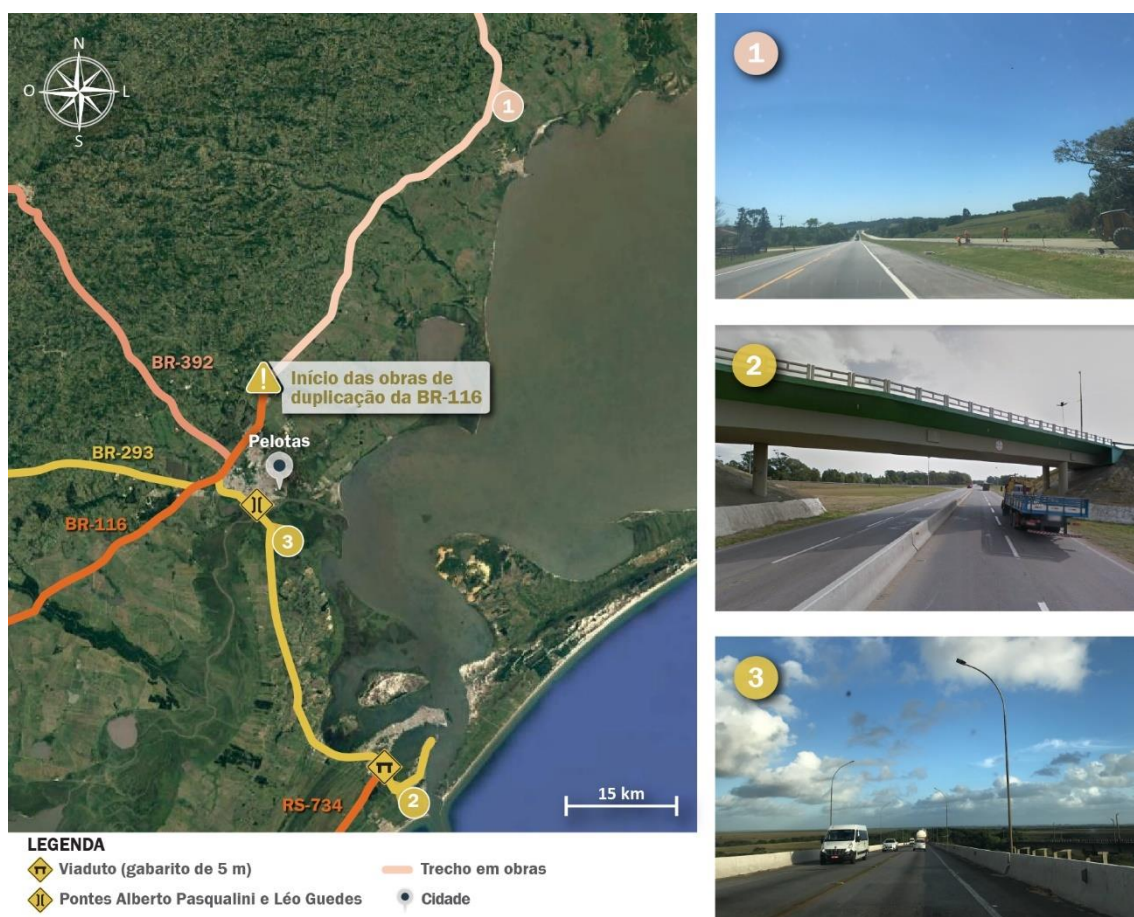 N
O
L
S
1
BR-392
Início das obras de
duplicação da BR-116
Pelotas
BR-293
BR-116
3
RS-734
2
15 km
LEGENDA
Viaduto (gabarito de 5 m)
Trecho em obras
Pontes Alberto Pasqualini e Léo Guedes
Cidade
1
2
3